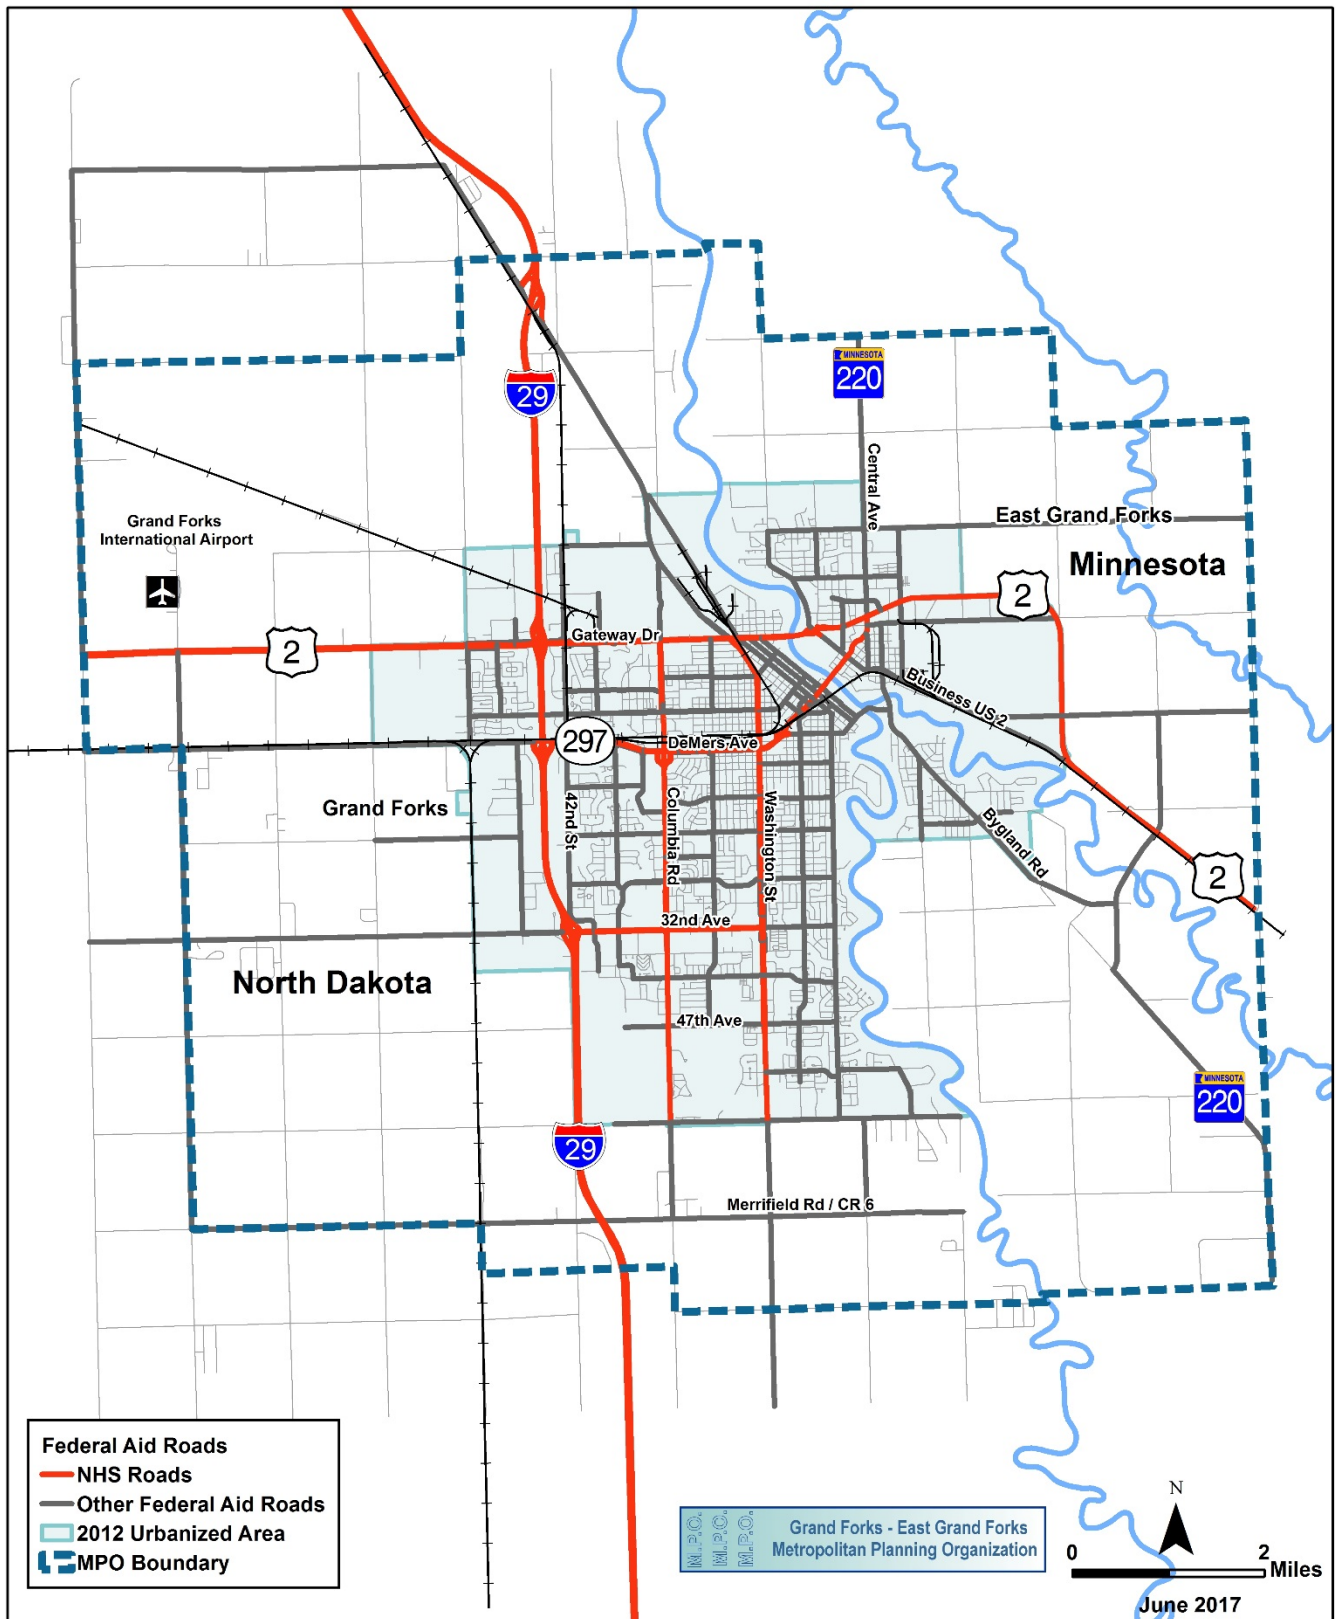 29
MINNESOTA
220
Central Ave
Grand Forks
International Airport
East Grand Forks
Minnesota
2
2
Gateway Dr
Business US 2
297
DeMers Ave
Grand Forks
42nd St
Columbia Rd
Washington St
Bygland Rd
2
32nd Ave
North Dakota
47th Ave
MINNESOTA
220
29
Merrifield Rd / CR 6
Federal Aid Roads
NHS Roads
Other Federal Aid Roads
2012 Urbanized Area
MPO Boundary
M.P.O.
M.P.O.
M.P.O.
Grand Forks - East Grand Forks
Metropolitan Planning Organization
N
0 2
Miles
June 2017